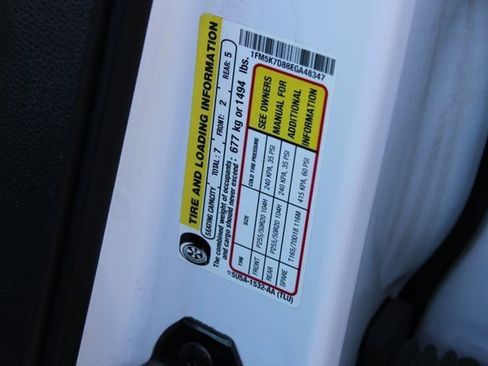 TIRE AND LOADING INFORMATION
SEATING CAPACITY TOTAL: 7 FRONT: 2 REAR: 5
The combined weight of occupants
and cargo should never exceed: 677 kg or 1494 lbs.
TIRE SIZE COLD TIRE PRESSURE SEE OWNERS
MANUAL FOR
ADDITIONAL
INFORMATION
FRONT P255/50R20 104H 240 KPA, 35 PSI
REAR P255/50R20 104H 240 KPA, 35 PSI
SPARE T165/70D18 116M 415 KPA, 60 PSI
5U5A-1532-AA (TLU) 1FM5K7D88EGA48347